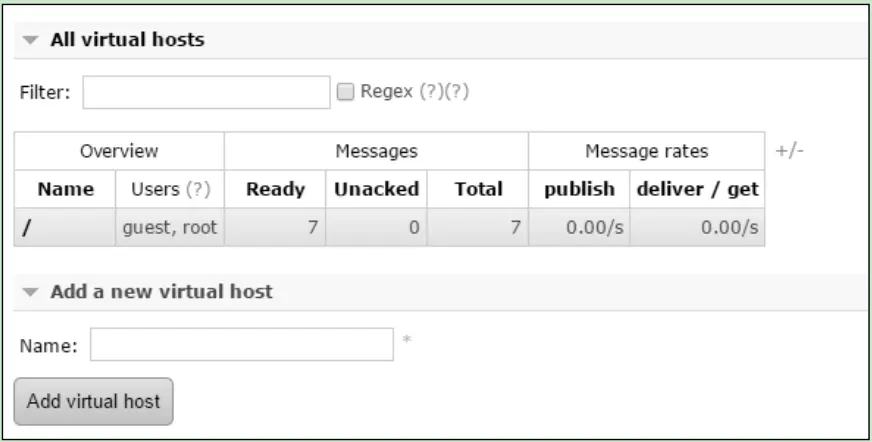 All virtual hosts
Filter: Regex (?)(?)
Overview Messages Message rates +/-
Name Users (?) Ready Unacked Total publish deliver / get
/ guest, root 7 0 7 0.00/s 0.00/s
Add a new virtual host
Name: *
Add virtual host